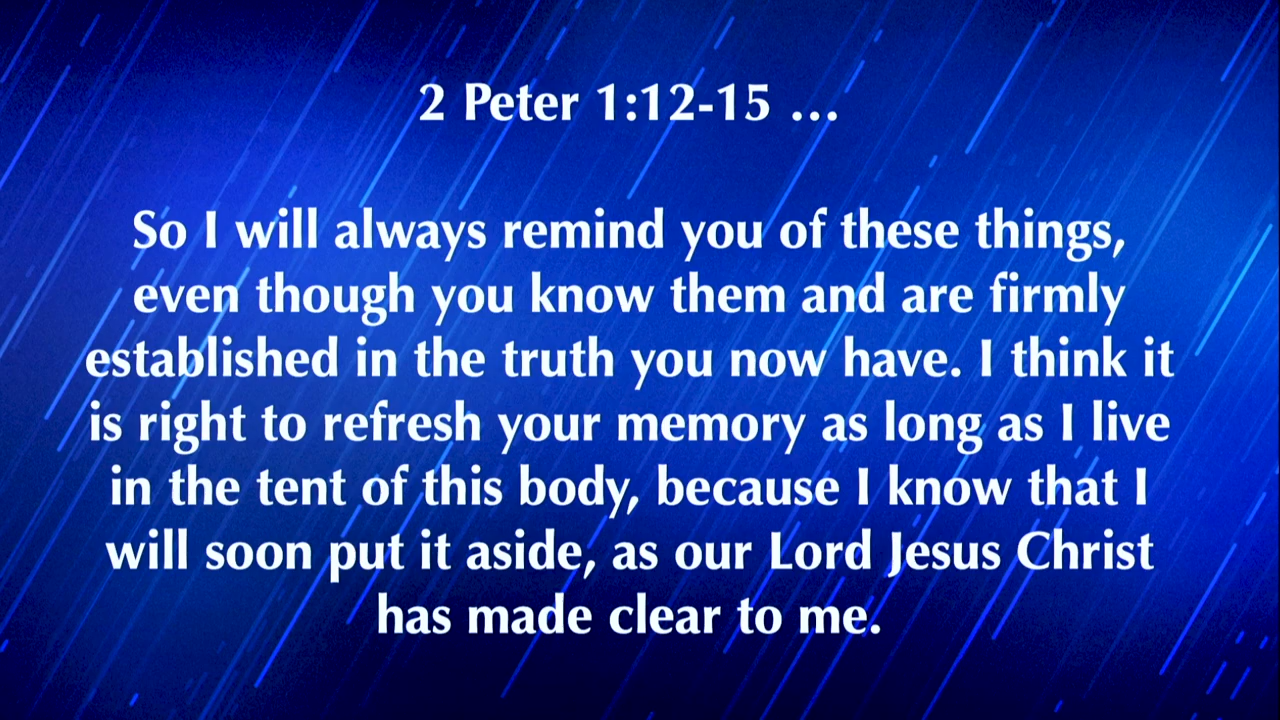 2 Peter 1:12-15 …
So I will always remind you of these things,
even though you know them and are firmly
established in the truth you now have. I think it
is right to refresh your memory as long as I live
in the tent of this body, because I know that I
will soon put it aside, as our Lord Jesus Christ
has made clear to me.